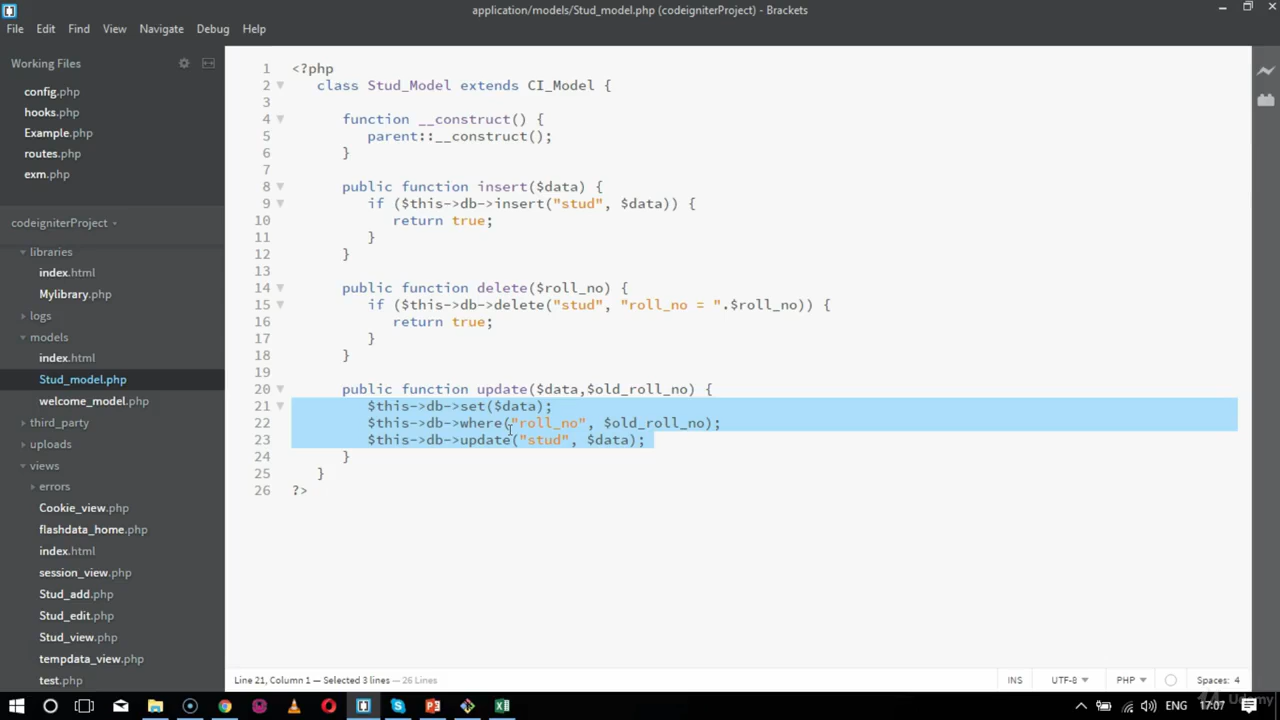 application/models/Stud_model.php (codeigniterProject) - Brackets
File Edit Find View Navigate Debug Help
Working Files
config.php
hooks.php
Example.php
routes.php
exm.php
codeigniterProject
libraries
index.html
Mylibrary.php
logs
models
index.html
Stud_model.php
welcome_model.php
third_party
uploads
views
errors
Cookie_view.php
flashdata_home.php
index.html
session_view.php
Stud_add.php
Stud_edit.php
Stud_view.php
tempdata_view.php
test.php
1 <?php
2 class Stud_Model extends CI_Model {
3
4 function __construct() {
5 parent::__construct();
6 }
7
8 public function insert($data) {
9 if ($this->db->insert("stud", $data)) {
10 return true;
11 }
12 }
13
14 public function delete($roll_no) {
15 if ($this->db->delete("stud", "roll_no = ".$roll_no)) {
16 return true;
17 }
18 }
19
20 public function update($data,$old_roll_no) {
21 $this->db->set($data);
22 $this->db->where("roll_no", $old_roll_no);
23 $this->db->update("stud", $data);
24 }
25 }
26 ?>
Line 21, Column 1 — Selected 3 lines — 26 Lines
INS UTF-8 PHP Spaces: 4
Udemy
17:07